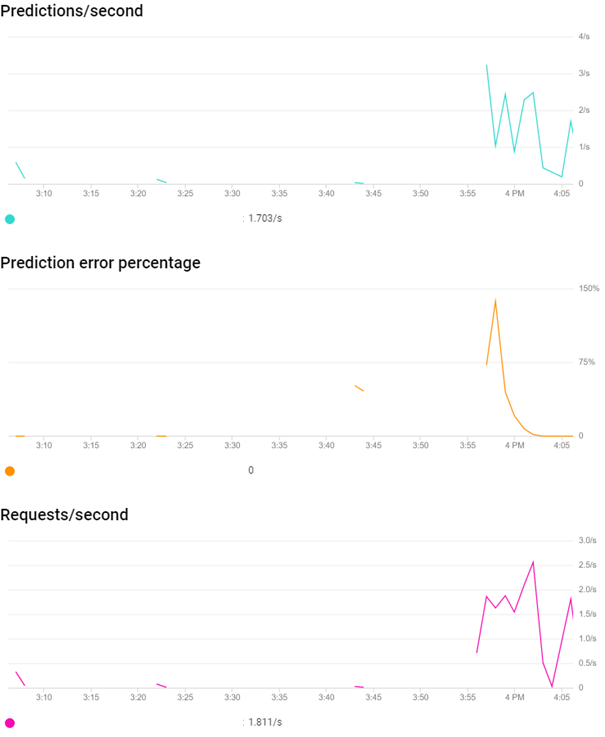 Predictions/second
4/s
3/s
2/s
1/s
0
3:10 3:15 3:20 3:25 3:30 3:35 3:40 3:45 3:50 3:55 4 PM 4:05
: 1.703/s
Prediction error percentage
150%
75%
0
3:10 3:15 3:20 3:25 3:30 3:35 3:40 3:45 3:50 3:55 4 PM 4:05
0
Requests/second
3.0/s
2.5/s
2.0/s
1.5/s
1.0/s
0.5/s
0
3:10 3:15 3:20 3:25 3:30 3:35 3:40 3:45 3:50 3:55 4 PM 4:05
: 1.811/s